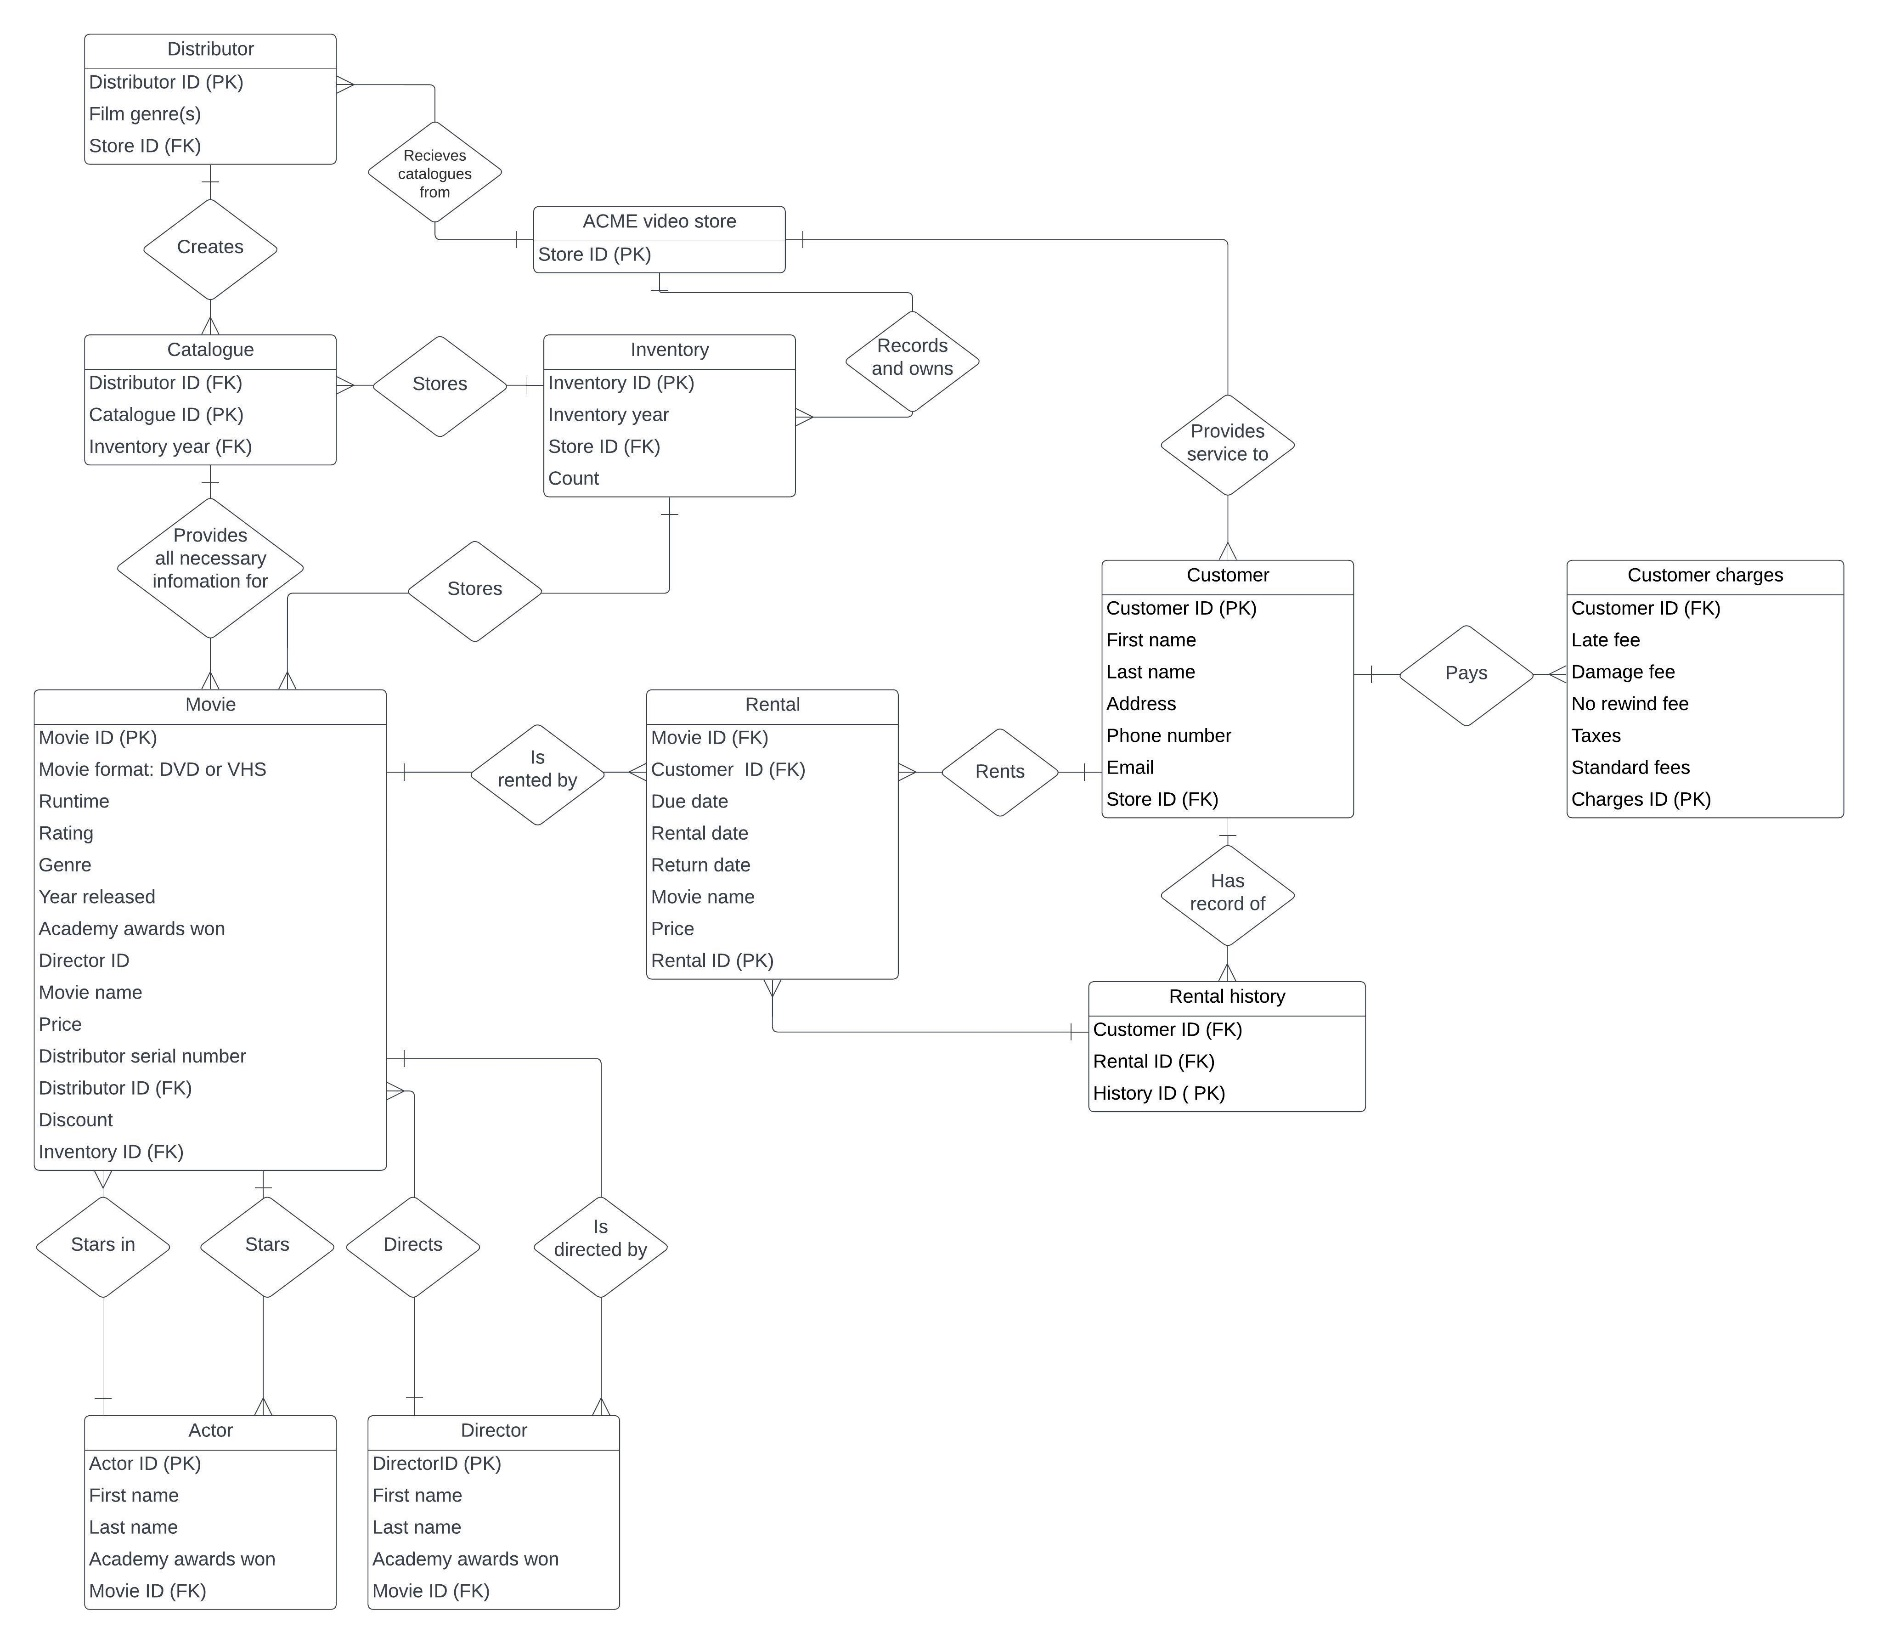 Distributor
Distributor ID (PK)
Film genre(s)
Store ID (FK)
Recieves
catalogues
from
Creates
ACME video store
Store ID (PK)
Catalogue
Distributor ID (FK)
Catalogue ID (PK)
Inventory year (FK)
Stores
Inventory
Inventory ID (PK)
Inventory year
Store ID (FK)
Count
Records
and owns
Provides
service to
Provides
all necessary
infomation for
Stores
Customer
Customer ID (PK)
First name
Last name
Address
Phone number
Email
Store ID (FK)
Pays
Customer charges
Customer ID (FK)
Late fee
Damage fee
No rewind fee
Taxes
Standard fees
Charges ID (PK)
Movie
Movie ID (PK)
Movie format: DVD or VHS
Runtime
Rating
Genre
Year released
Academy awards won
Director ID
Movie name
Price
Distributor serial number
Distributor ID (FK)
Discount
Inventory ID (FK)
Is
rented by
Rental
Movie ID (FK)
Customer  ID (FK)
Due date
Rental date
Return date
Movie name
Price
Rental ID (PK)
Rents
Has
record of
Rental history
Customer ID (FK)
Rental ID (FK)
History ID ( PK)
Stars in
Stars
Directs
Is
directed by
Actor
Actor ID (PK)
First name
Last name
Academy awards won
Movie ID (FK)
Director
DirectorID (PK)
First name
Last name
Academy awards won
Movie ID (FK)